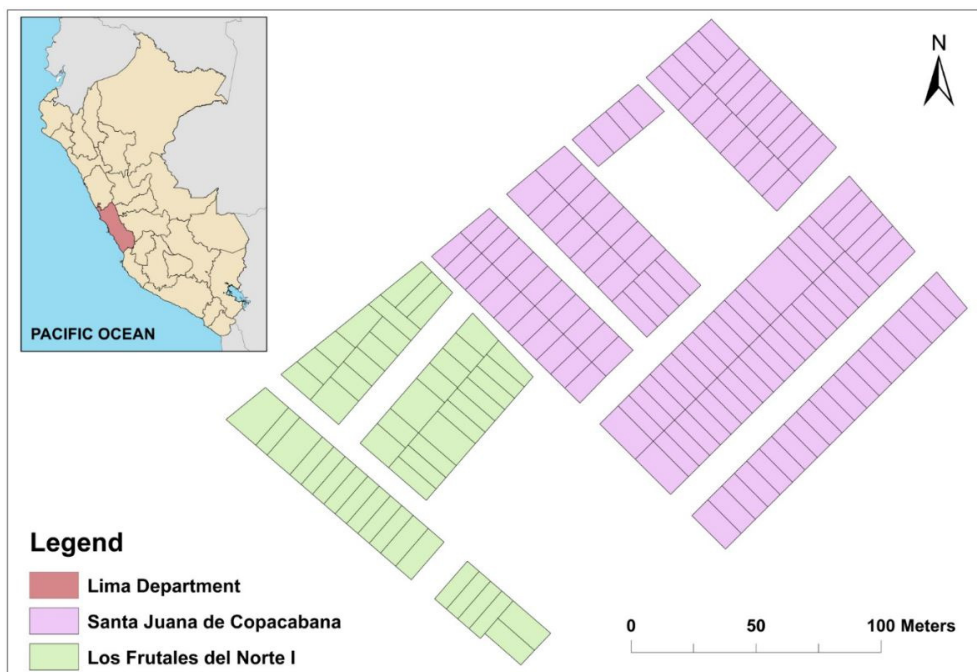 N
PACIFIC OCEAN
Legend
Lima Department
Santa Juana de Copacabana
Los Frutales del Norte I
0 50 100 Meters